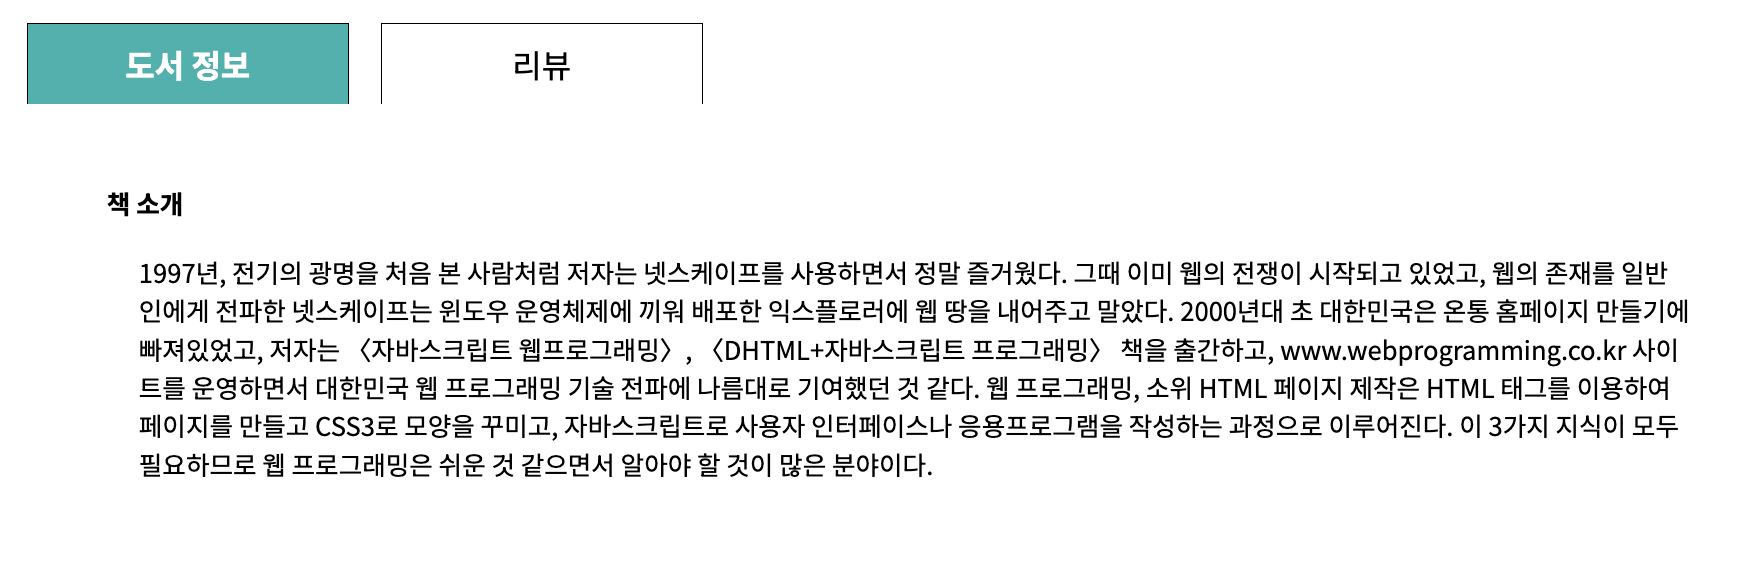 도서 정보
리뷰
책 소개
1997년, 전기의 광명을 처음 본 사람처럼 저자는 넷스케이프를 사용하면서 정말 즐거웠다. 그때 이미 웹의 전쟁이 시작되고 있었고, 웹의 존재를 일반
인에게 전파한 넷스케이프는 윈도우 운영체제에 끼워 배포한 익스플로러에 웹 땅을 내어주고 말았다. 2000년대 초 대한민국은 온통 홈페이지 만들기에
빠져있었고, 저자는 〈자바스크립트 웹프로그래밍〉, 〈DHTML+자바스크립트 프로그래밍〉 책을 출간하고, www.webprogramming.co.kr 사이
트를 운영하면서 대한민국 웹 프로그래밍 기술 전파에 나름대로 기여했던 것 같다. 웹 프로그래밍, 소위 HTML 페이지 제작은 HTML 태그를 이용하여
페이지를 만들고 CSS3로 모양을 꾸미고, 자바스크립트로 사용자 인터페이스나 응용프로그램을 작성하는 과정으로 이루어진다. 이 3가지 지식이 모두
필요하므로 웹 프로그래밍은 쉬운 것 같으면서 알아야 할 것이 많은 분야이다.